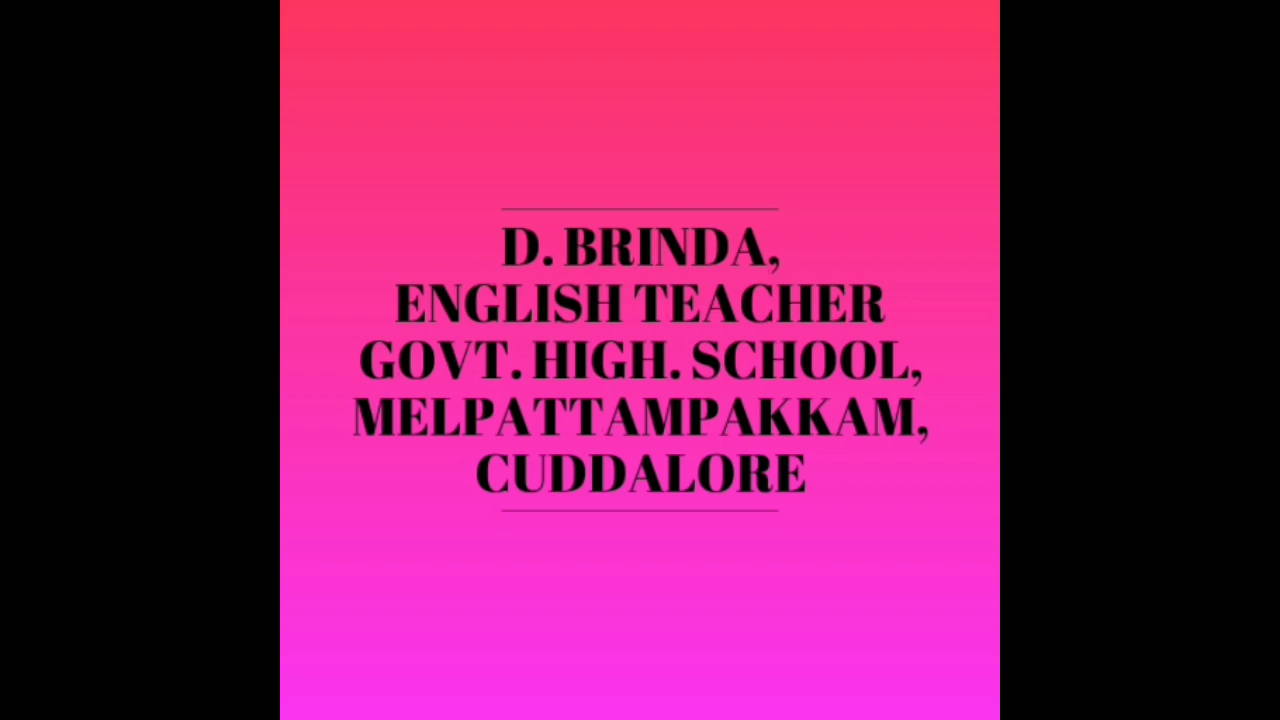 D. BRINDA,
ENGLISH TEACHER
GOVT. HIGH. SCHOOL,
MELPATTAMPAKKAM,
CUDDALORE